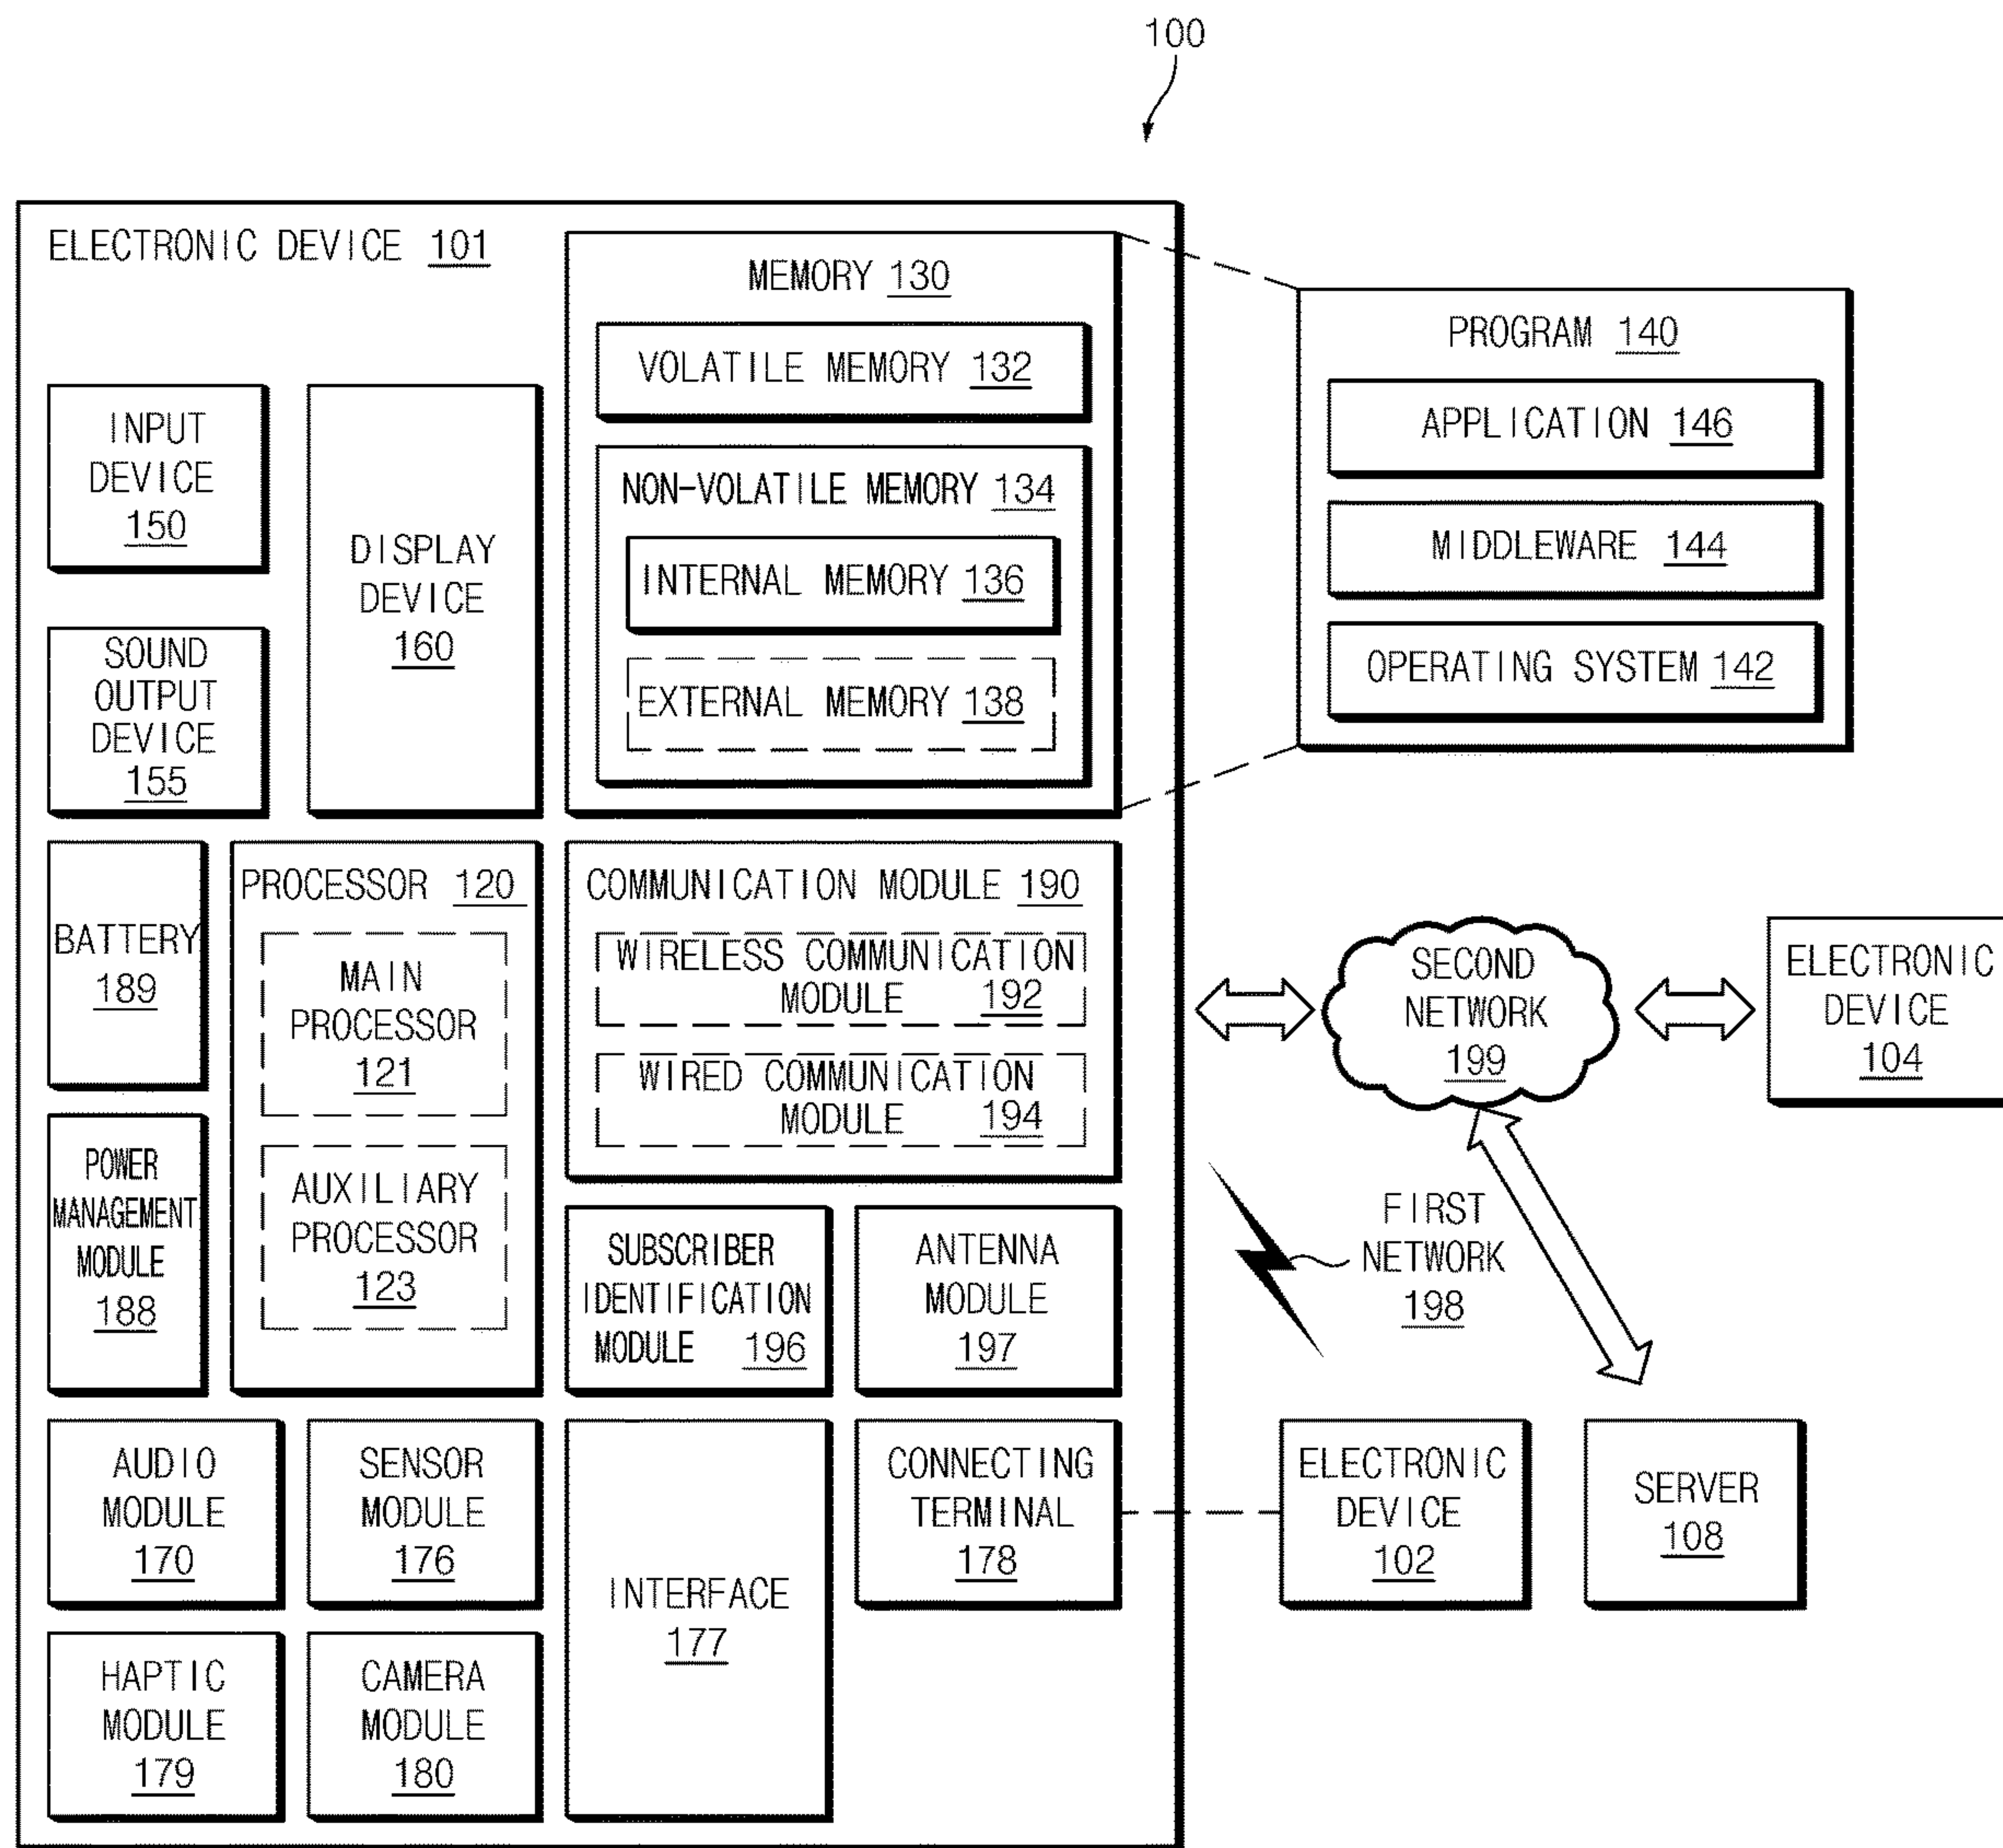 100
ELECTRONIC DEVICE 101
MEMORY 130
VOLATILE MEMORY 132
NON-VOLATILE MEMORY 134
INTERNAL MEMORY 136
EXTERNAL MEMORY 138
PROGRAM 140
APPLICATION 146
MIDDLEWARE 144
OPERATING SYSTEM 142
INPUT
DEVICE
150
SOUND
OUTPUT
DEVICE
155
DISPLAY
DEVICE
160
BATTERY
189
POWER
MANAGEMENT
MODULE
188
PROCESSOR 120
MAIN
PROCESSOR
121
AUXILIARY
PROCESSOR
123
COMMUNICATION MODULE 190
WIRELESS COMMUNICATION
MODULE 192
WIRED COMMUNICATION
MODULE 194
SUBSCRIBER
IDENTIFICATION
MODULE 196
ANTENNA
MODULE
197
SECOND
NETWORK
199
ELECTRONIC
DEVICE
104
FIRST
NETWORK
198
AUDIO
MODULE
170
SENSOR
MODULE
176
INTERFACE
177
CONNECTING
TERMINAL
178
ELECTRONIC
DEVICE
102
SERVER
108
HAPTIC
MODULE
179
CAMERA
MODULE
180